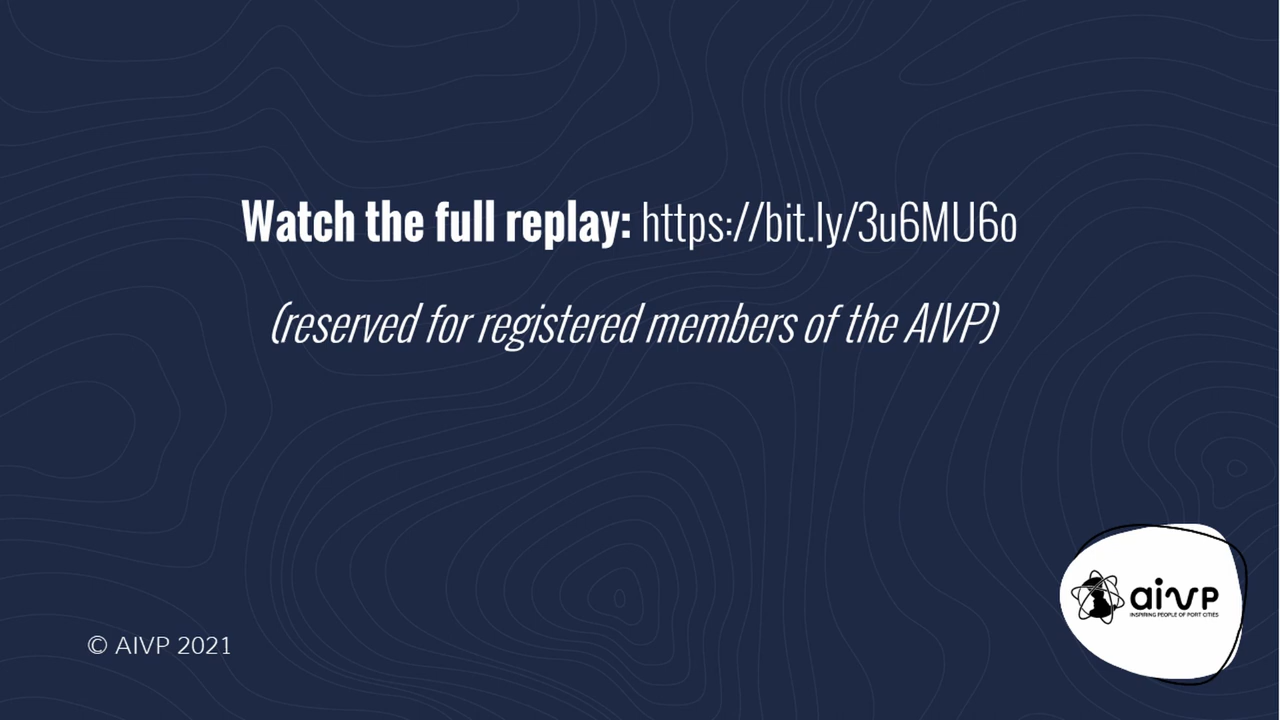 Watch the full replay: https://bit.ly/3u6MU6o
(reserved for registered members of the AIVP)
aivp
INSPIRING PEOPLE OF PORT CITIES
© AIVP 2021